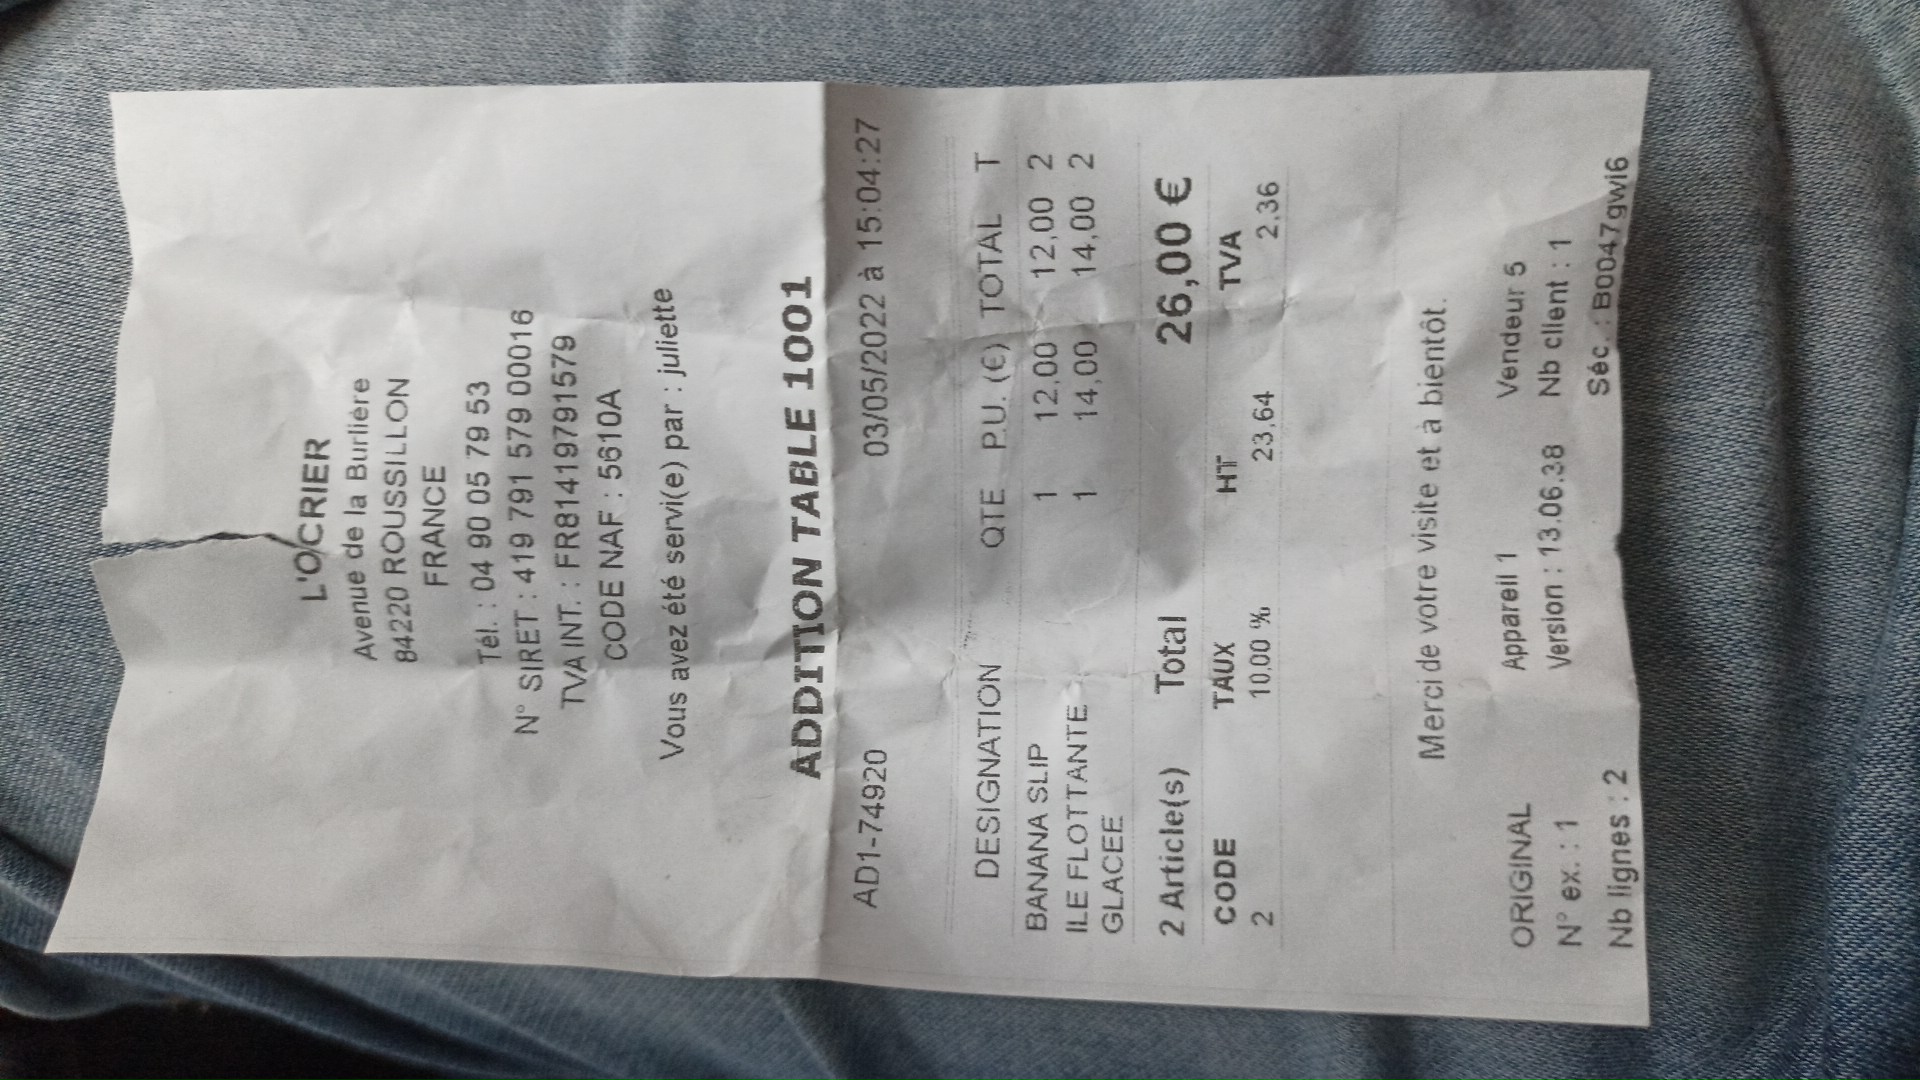 L'OCRIER
Avenue de la Burlière
84220 ROUSSILLON
FRANCE
Tél. : 04 90 05 79 53
N° SIRET : 419 791 579 00016
TVA INT. : FR81419791579
CODE NAF : 5610A
Vous avez été servi(e) par : juliette
ADDITION TABLE 1001
AD1-74920 03/05/2022 à 15:04:27
DESIGNATION QTE P.U. (€) TOTAL T
BANANA SLIP 1 12,00 12,00 2
ILE FLOTTANTE 1 14,00 14,00 2
GLACEE
2 Article(s) Total 26,00 €
CODE TAUX HT TVA
2 10,00 % 23,64 2,36
Merci de votre visite et à bientôt.
ORIGINAL Appareil 1 Vendeur 5
N° ex. : 1 Version : 13.06.38 Nb client : 1
Nb lignes : 2 Séc. : B0047gwl6